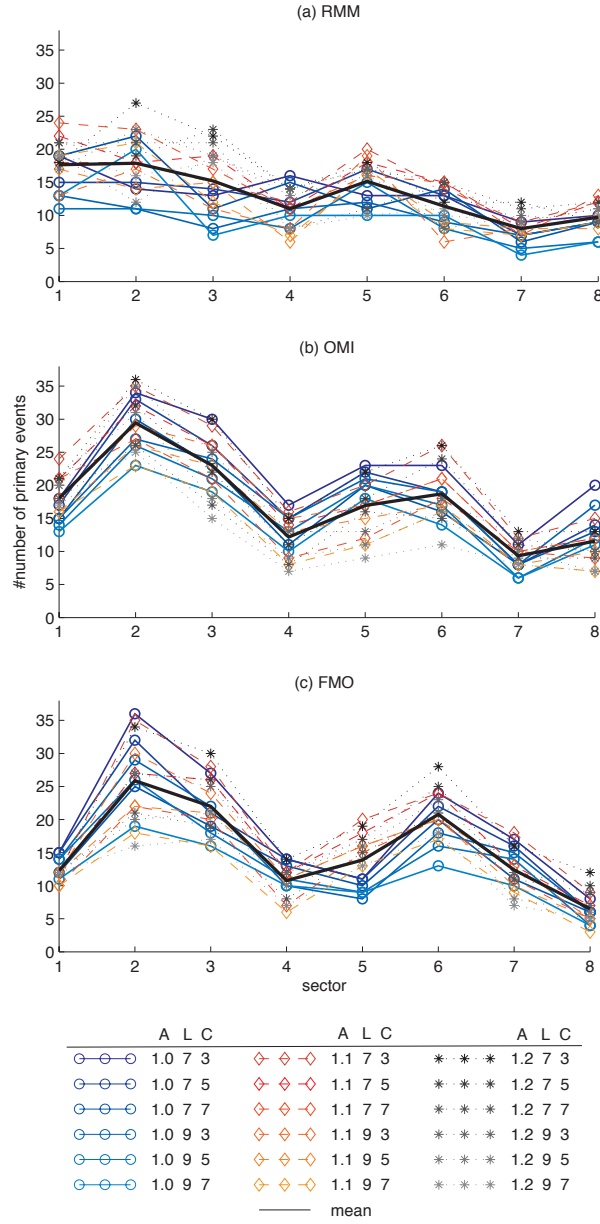 (a) RMM
35
30
25
20
15
10
5
0
1 2 3 4 5 6 7 8
(b) OMI
#number of primary events
35
30
25
20
15
10
5
0
1 2 3 4 5 6 7 8
(c) FMO
35
30
25
20
15
10
5
0
1 2 3 4 5 6 7 8
sector
A L C A L C A L C
1.0 7 3 1.1 7 3 1.2 7 3
1.0 7 5 1.1 7 5 1.2 7 5
1.0 7 7 1.1 7 7 1.2 7 7
1.0 9 3 1.1 9 3 1.2 9 3
1.0 9 5 1.1 9 5 1.2 9 5
1.0 9 7 1.1 9 7 1.2 9 7
mean